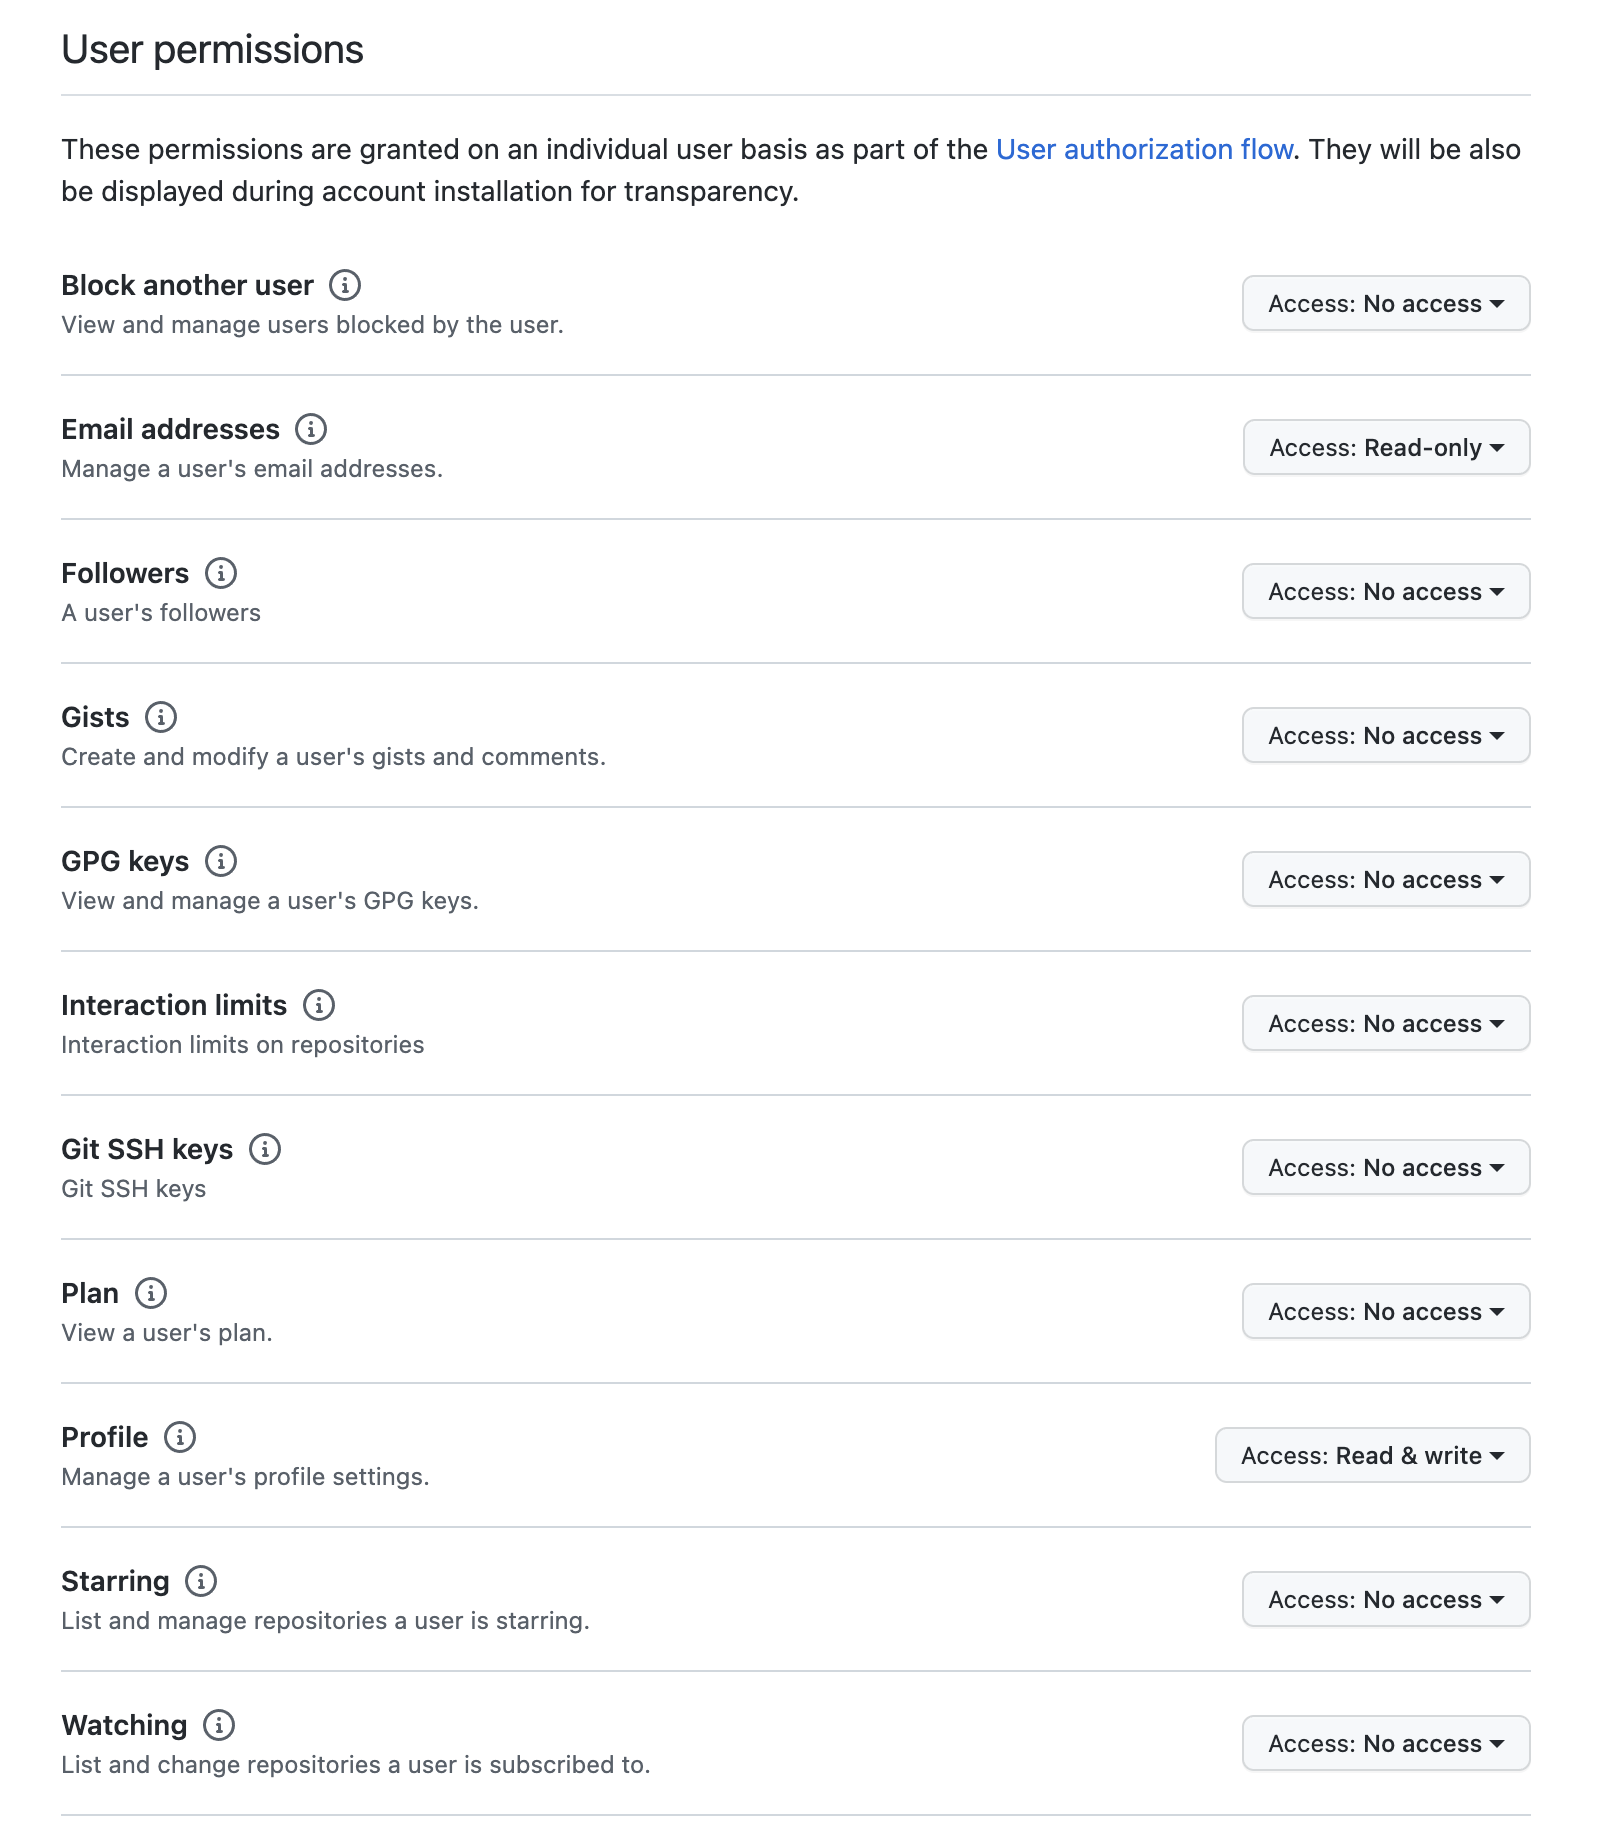 User permissions
These permissions are granted on an individual user basis as part of the User authorization flow. They will be also
be displayed during account installation for transparency.
Block another user
View and manage users blocked by the user.
Access: No access
Email addresses
Manage a user's email addresses.
Access: Read-only
Followers
A user's followers
Access: No access
Gists
Create and modify a user's gists and comments.
Access: No access
GPG keys
View and manage a user's GPG keys.
Access: No access
Interaction limits
Interaction limits on repositories
Access: No access
Git SSH keys
Git SSH keys
Access: No access
Plan
View a user's plan.
Access: No access
Profile
Manage a user's profile settings.
Access: Read & write
Starring
List and manage repositories a user is starring.
Access: No access
Watching
List and change repositories a user is subscribed to.
Access: No access